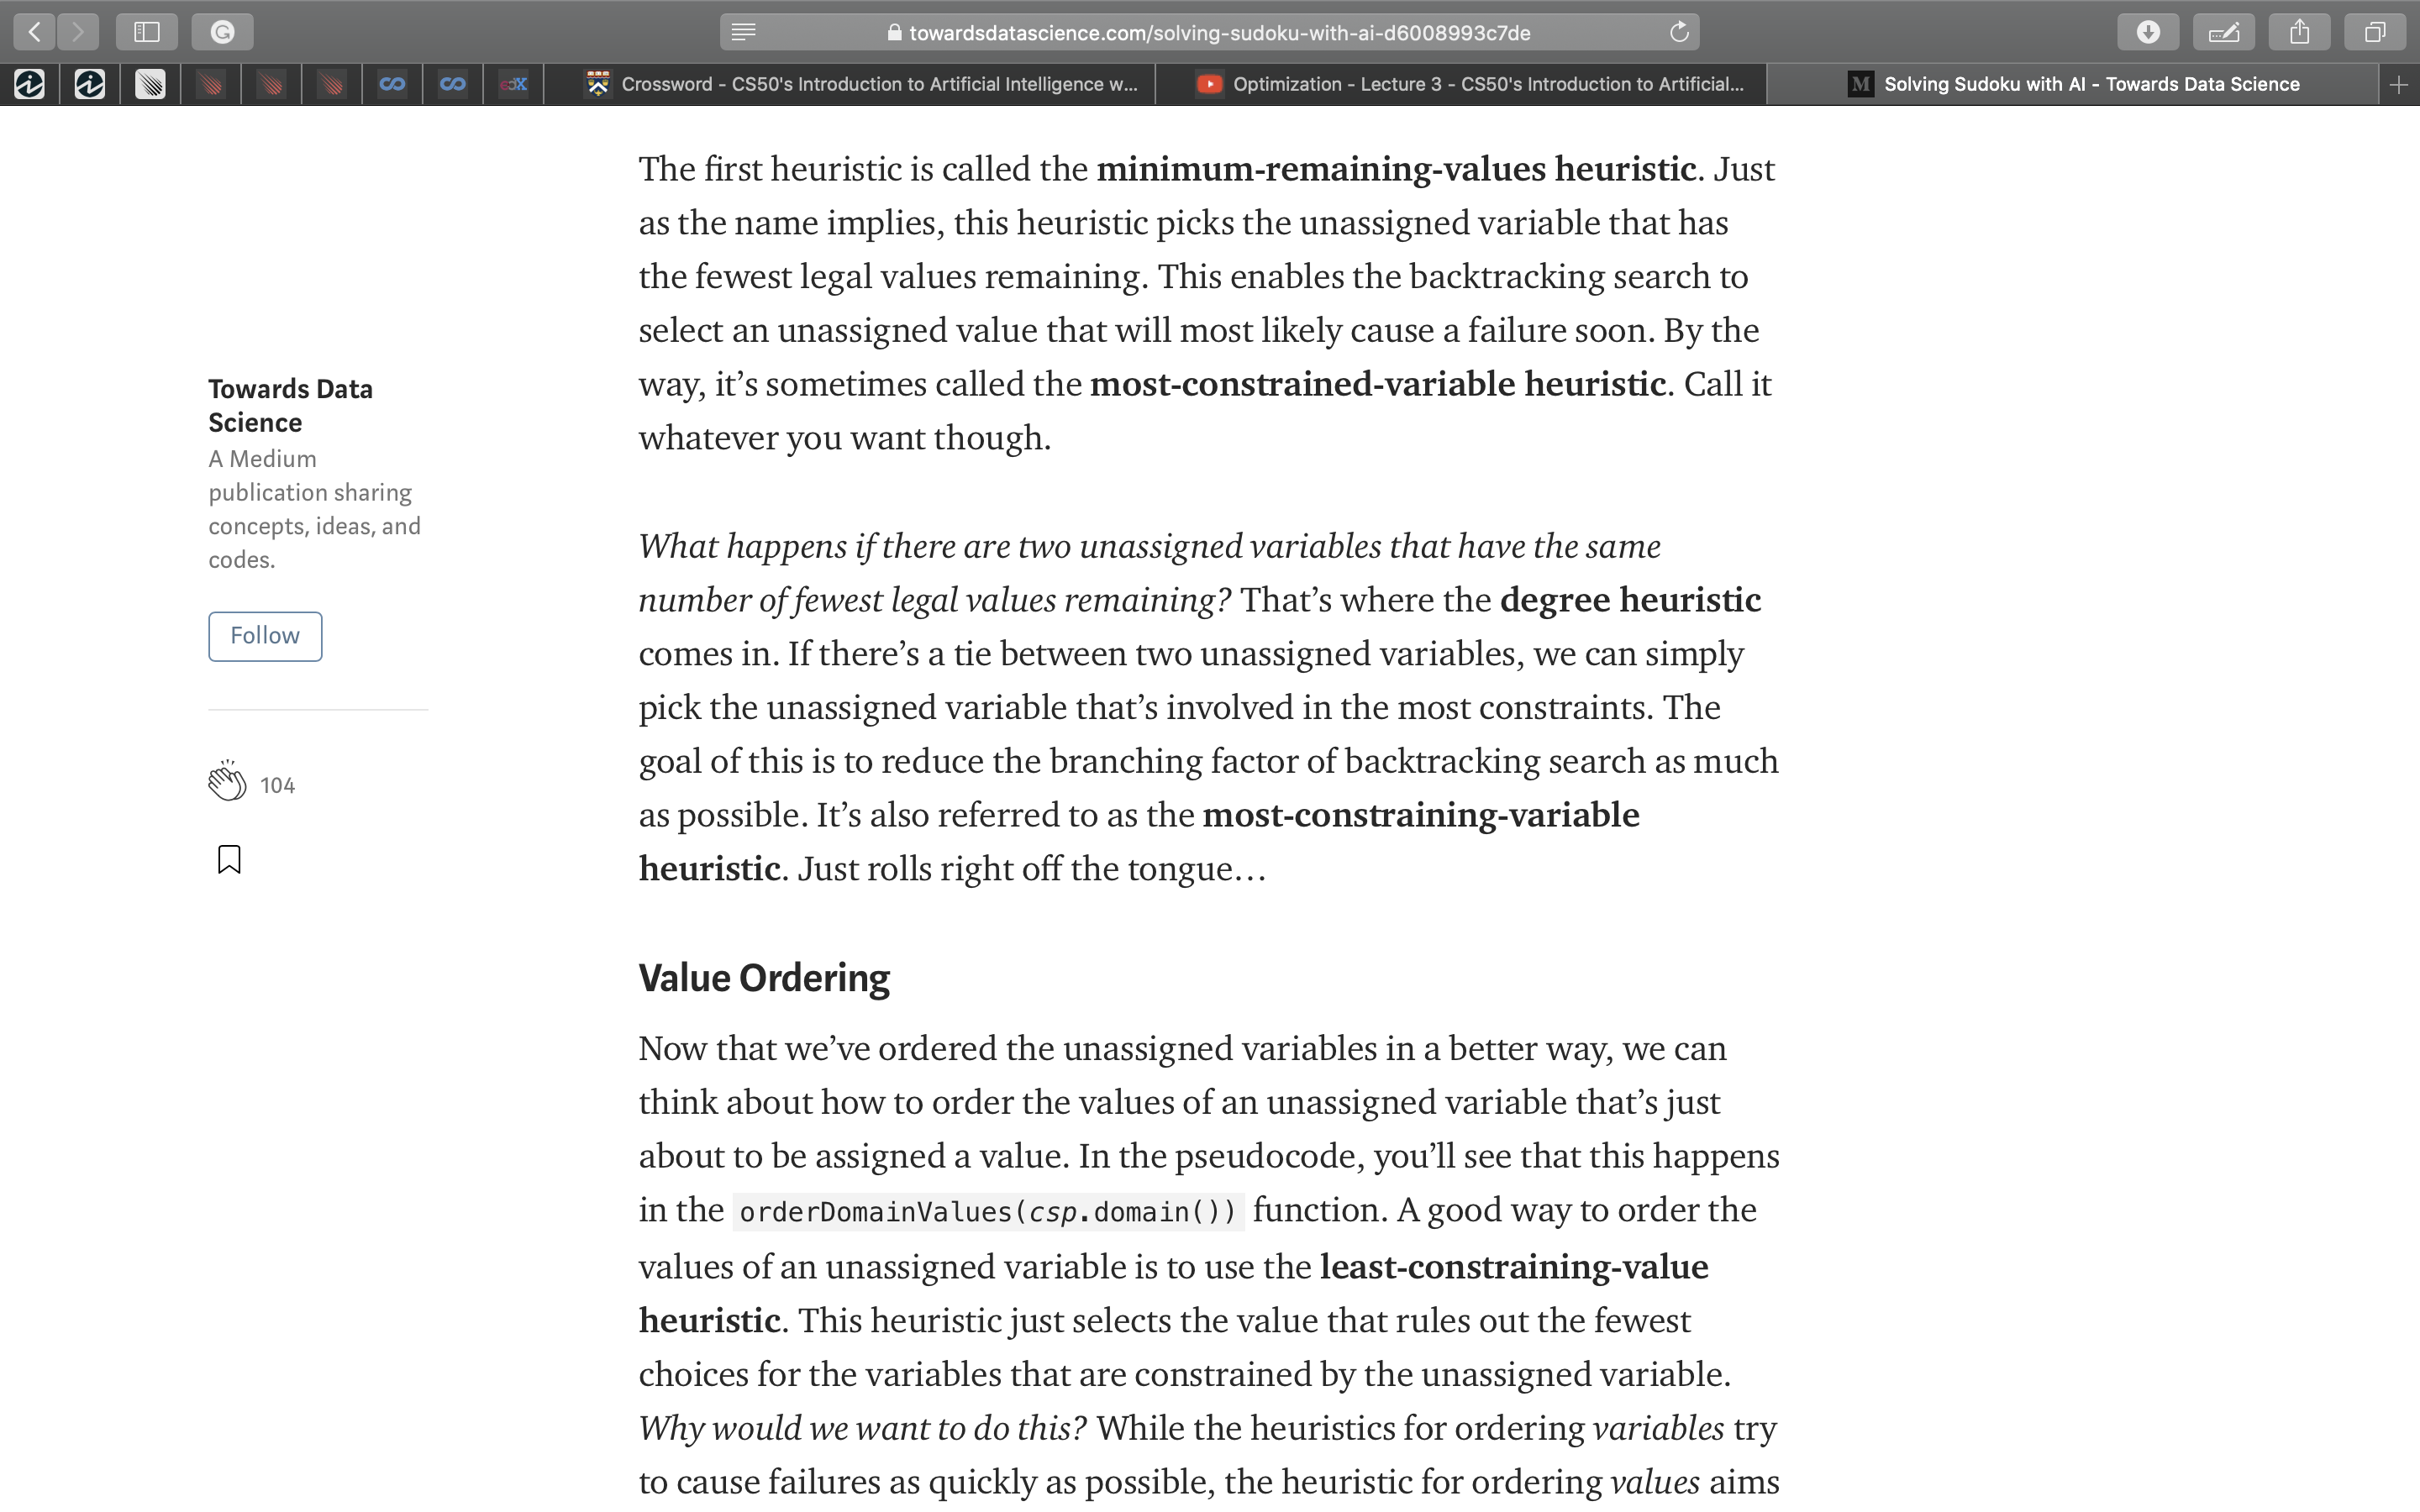 towardsdatascience.com/solving-sudoku-with-ai-d6008993c7de
Crossword - CS50's Introduction to Artificial Intelligence w...
Optimization - Lecture 3 - CS50's Introduction to Artificial...
M Solving Sudoku with AI - Towards Data Science
The first heuristic is called the minimum-remaining-values heuristic. Just
as the name implies, this heuristic picks the unassigned variable that has
the fewest legal values remaining. This enables the backtracking search to
select an unassigned value that will most likely cause a failure soon. By the
way, it’s sometimes called the most-constrained-variable heuristic. Call it
whatever you want though.
Towards Data
Science
A Medium
publication sharing
concepts, ideas, and
codes.
Follow
104
What happens if there are two unassigned variables that have the same
number of fewest legal values remaining? That’s where the degree heuristic
comes in. If there’s a tie between two unassigned variables, we can simply
pick the unassigned variable that’s involved in the most constraints. The
goal of this is to reduce the branching factor of backtracking search as much
as possible. It’s also referred to as the most-constraining-variable
heuristic. Just rolls right off the tongue…
Value Ordering
Now that we’ve ordered the unassigned variables in a better way, we can
think about how to order the values of an unassigned variable that’s just
about to be assigned a value. In the pseudocode, you’ll see that this happens
in the orderDomainValues(csp.domain()) function. A good way to order the
values of an unassigned variable is to use the least-constraining-value
heuristic. This heuristic just selects the value that rules out the fewest
choices for the variables that are constrained by the unassigned variable.
Why would we want to do this? While the heuristics for ordering variables try
to cause failures as quickly as possible, the heuristic for ordering values aims